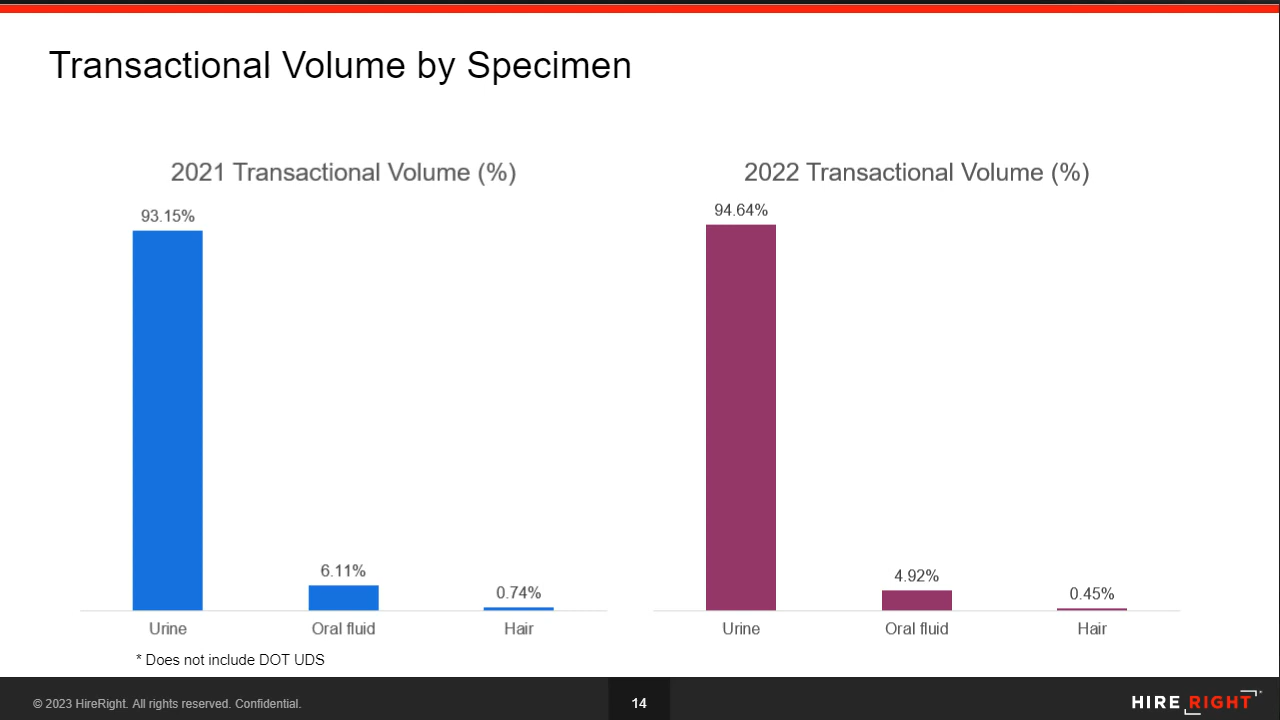 Transactional Volume by Specimen
2021 Transactional Volume (%)
93.15%
6.11%
0.74%
Urine
Oral fluid
Hair
* Does not include DOT UDS
2022 Transactional Volume (%)
94.64%
4.92%
0.45%
Urine
Oral fluid
Hair
© 2023 HireRight. All rights reserved. Confidential.
14
HIRE RIGHT